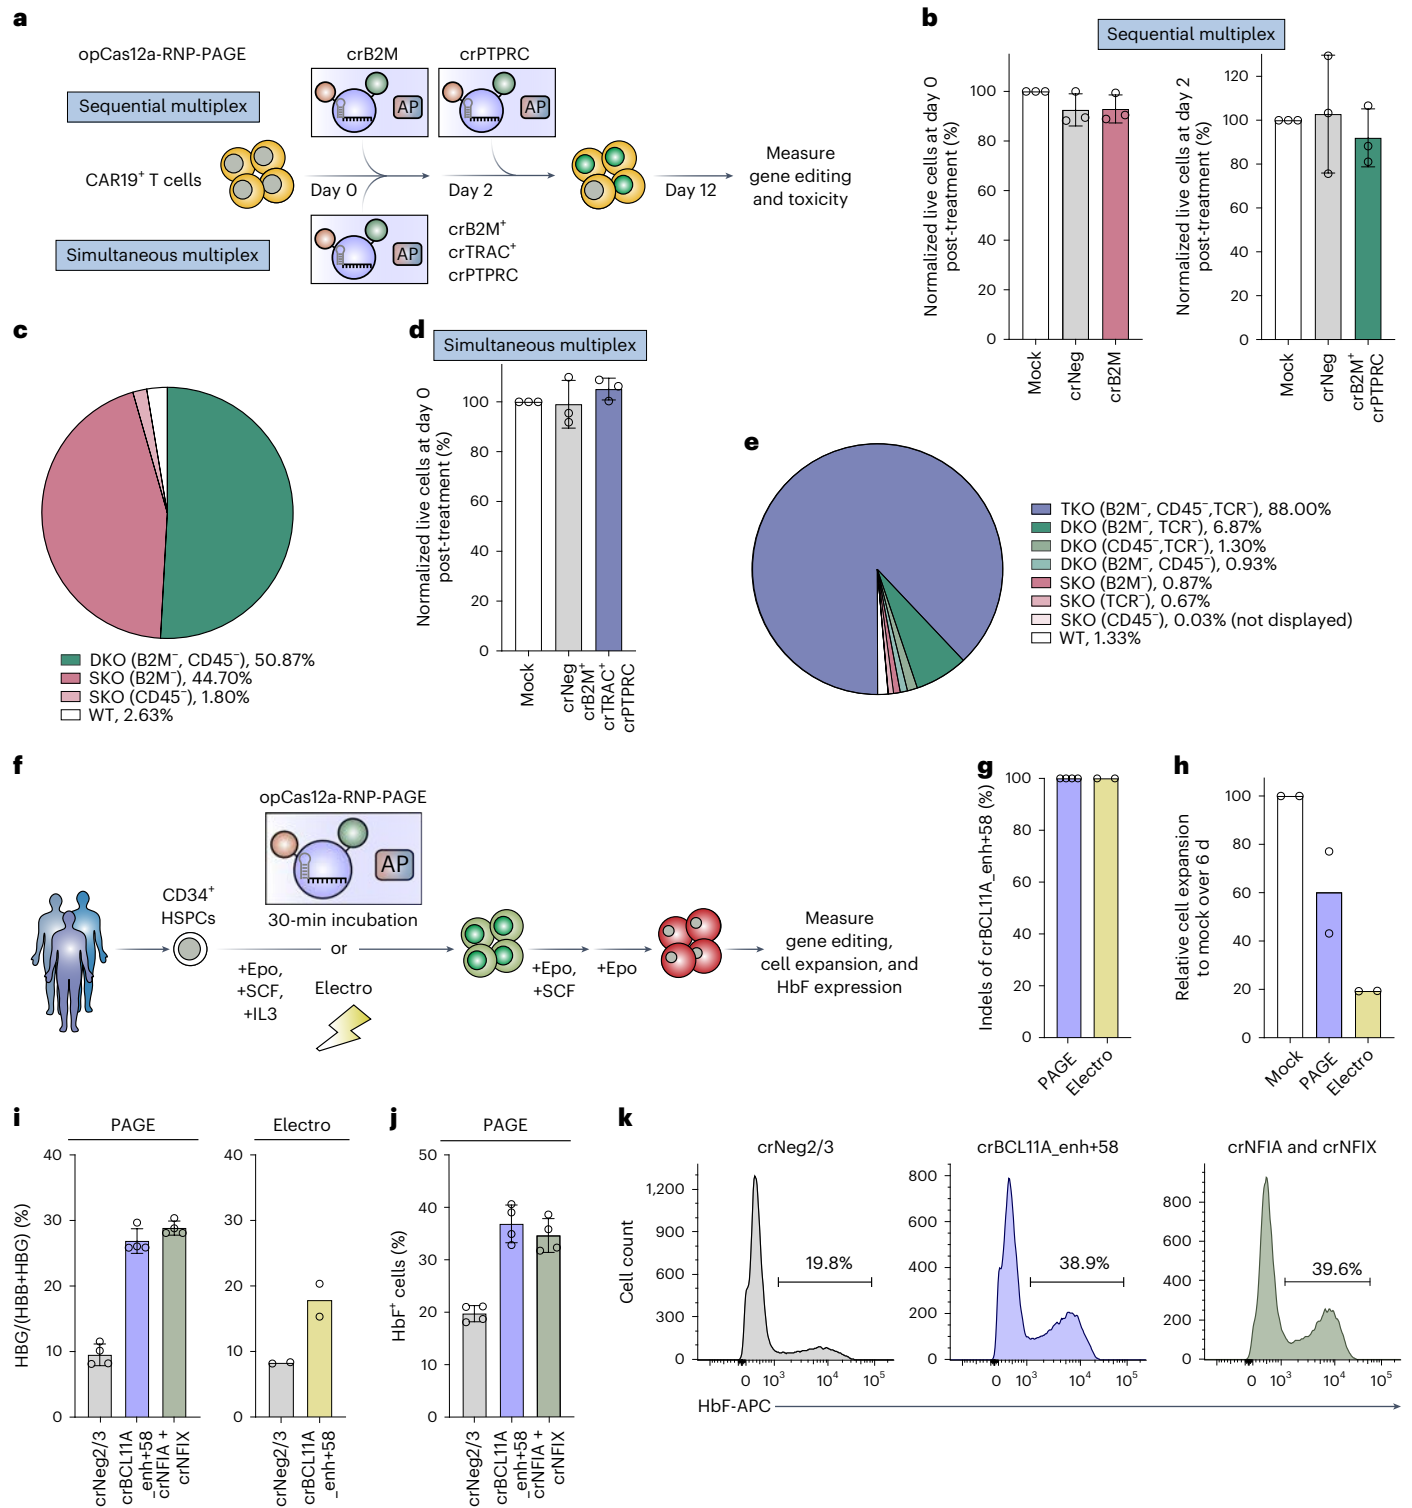 a
opCas12a-RNP-PAGE
crB2M
crPTPRC
Sequential multiplex
AP
AP
CAR19+ T cells
Day 0
Day 2
Day 12
Measure
gene editing
and toxicity
Simultaneous multiplex
AP
crB2M+
crTRAC+
crPTPRC
b
Sequential multiplex
Normalized live cells at day 0
post-treatment (%)
100
80
60
40
20
0
Mock
crNeg
crB2M
Normalized live cells at day 2
post-treatment (%)
120
100
80
60
40
20
0
Mock
crNeg
crB2M+
crPTPRC
c
DKO (B2M−, CD45−), 50.87%
SKO (B2M−), 44.70%
SKO (CD45−), 1.80%
WT, 2.63%
d
Simultaneous multiplex
Normalized live cells at day 0
post-treatment (%)
100
80
60
40
20
0
Mock
crNeg
crB2M+
crTRAC+
crPTPRC
e
TKO (B2M−, CD45−,TCR−), 88.00%
DKO (B2M−, TCR−), 6.87%
DKO (CD45−,TCR−), 1.30%
DKO (B2M−, CD45−), 0.93%
SKO (B2M−), 0.87%
SKO (TCR−), 0.67%
SKO (CD45−), 0.03% (not displayed)
WT, 1.33%
f
opCas12a-RNP-PAGE
AP
CD34+
HSPCs
30-min incubation
or
+Epo,
+SCF,
+IL3
Electro
+Epo,
+SCF
+Epo
Measure
gene editing,
cell expansion, and
HbF expression
g
Indels of crBCL11A_enh+58 (%)
100
80
60
40
20
0
PAGE
Electro
h
Relative cell expansion
to mock over 6 d
100
80
60
40
20
0
Mock
PAGE
Electro
i
PAGE
HBG/(HBB+HBG) (%)
40
30
20
10
0
crNeg2/3
crBCL11A
_enh+58
crNFIA +
crNFIX
Electro
40
30
20
10
0
crNeg2/3
crBCL11A
_enh+58
j
PAGE
HbF+ cells (%)
50
40
30
20
10
0
crNeg2/3
crBCL11A
_enh+58
crNFIA +
crNFIX
k
crNeg2/3
Cell count
1,200
900
600
300
0
19.8%
0 10³ 10⁴ 10⁵
crBCL11A_enh+58
800
600
400
200
0
38.9%
0 10³ 10⁴ 10⁵
crNFIA and crNFIX
800
600
400
200
0
39.6%
0 10³ 10⁴ 10⁵
HbF-APC